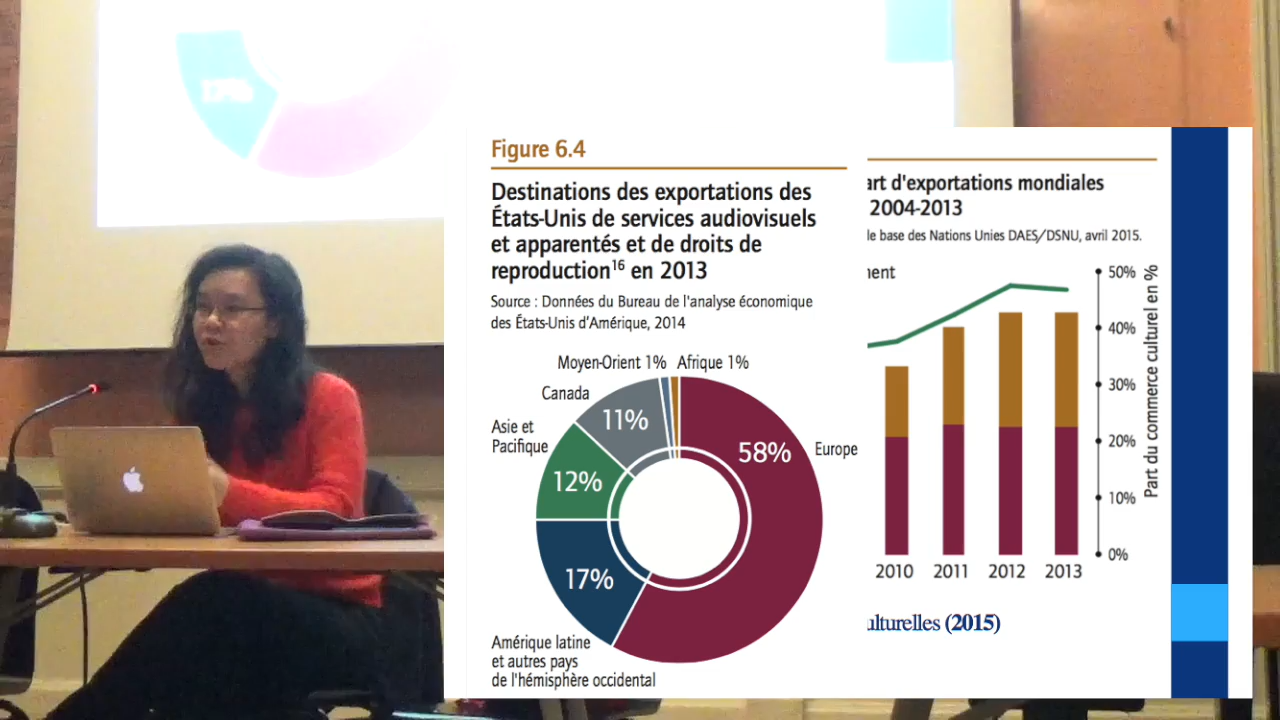 17%
Figure 6.4
Destinations des exportations des
États-Unis de services audiovisuels
et apparentés et de droits de
reproduction16 en 2013
Source : Données du Bureau de l'analyse économique
des États-Unis d'Amérique, 2014
Moyen-Orient 1% Afrique 1%
Canada
11%
Asie et
Pacifique
12%
58%
Europe
17%
Amérique latine
et autres pays
de l'hémisphère occidental
art d'exportations mondiales
2004-2013
le base des Nations Unies DAES/DSNU, avril 2015.
nent
50%
40%
30%
20%
10%
0%
Part du commerce culturel en %
2010 2011 2012 2013
ulturelles (2015)